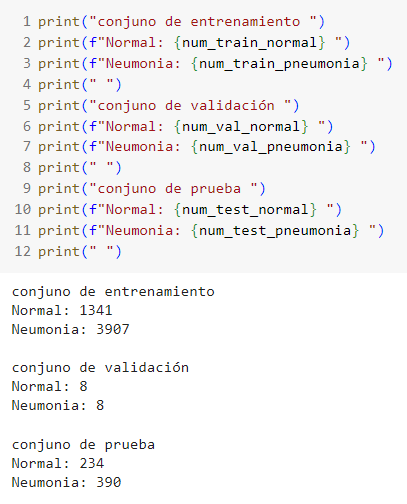 1 print("conjuno de entrenamiento ")
2 print(f"Normal: {num_train_normal} ")
3 print(f"Neumonia: {num_train_pneumonia} ")
4 print(" ")
5 print("conjuno de validación ")
6 print(f"Normal: {num_val_normal} ")
7 print(f"Neumonia: {num_val_pneumonia} ")
8 print(" ")
9 print("conjuno de prueba ")
10 print(f"Normal: {num_test_normal} ")
11 print(f"Neumonia: {num_test_pneumonia} ")
12 print(" ")
conjuno de entrenamiento
Normal: 1341
Neumonia: 3907
conjuno de validación
Normal: 8
Neumonia: 8
conjuno de prueba
Normal: 234
Neumonia: 390